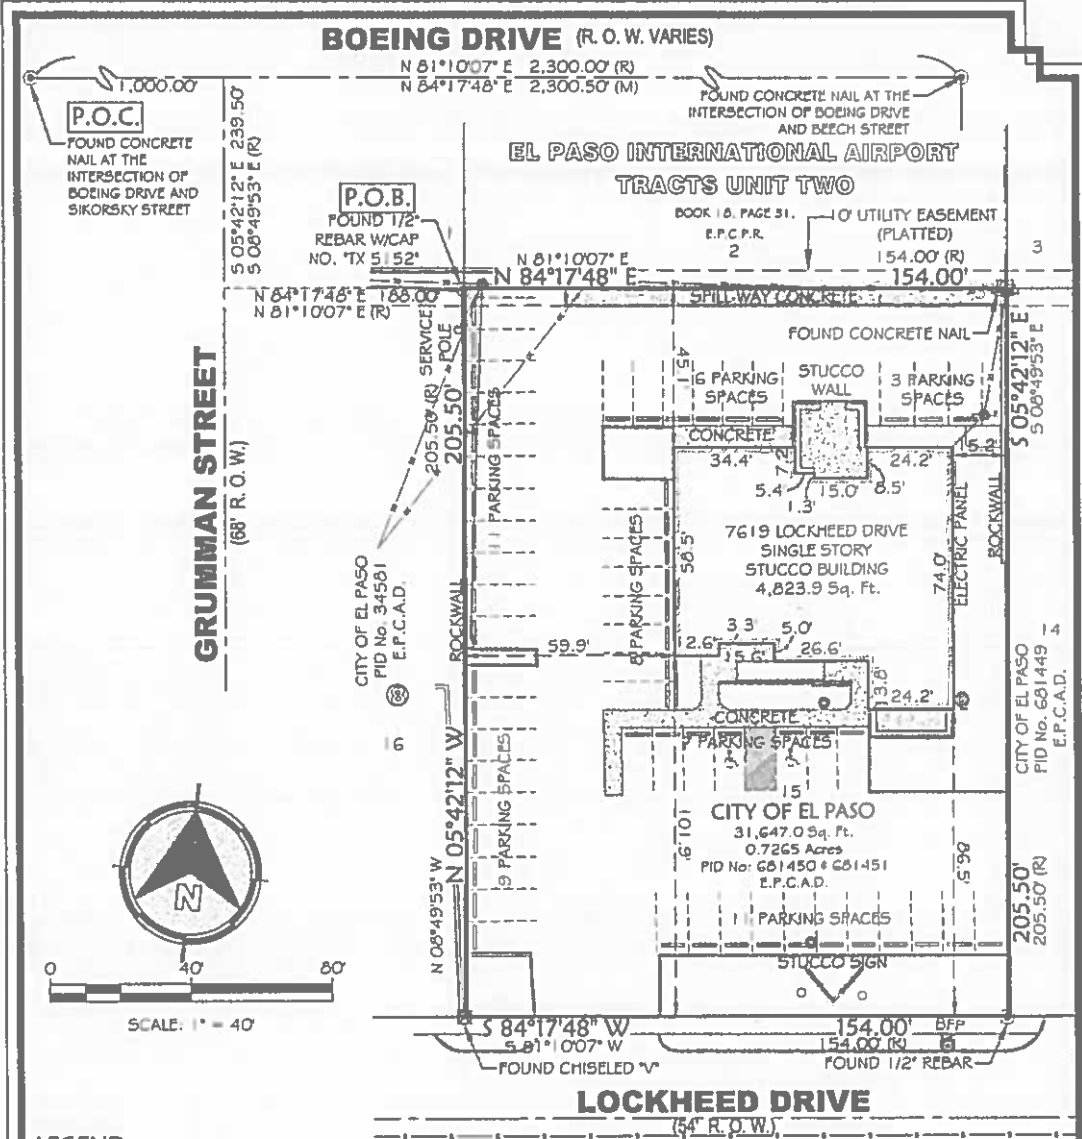 BOEING DRIVE (R. O. W. VARIES)
N 81°10'07" E 2,300.00' (R)
N 84°17'48" E 2,300.50' (M)
1,000.00'
P.O.C.
FOUND CONCRETE
NAIL AT THE
INTERSECTION OF
BOEING DRIVE AND
SIKORSKY STREET
S 05°42'12" E 239.50'
S 08°49'53" E (R)
FOUND CONCRETE NAIL AT THE
INTERSECTION OF BOEING DRIVE
AND BEECH STREET
EL PASO INTERNATIONAL AIRPORT
TRACTS UNIT TWO
BOOK 18, PAGE 31,
E.P.C.P.R.
2
10' UTILITY EASEMENT
(PLATTED)
3
P.O.B.
FOUND 1/2"
REBAR W/CAP
NO. "TX 5152"
1
N 81°10'07" E
154.00' (R)
N 84°17'48" E
154.00'
N 84°17'48" E 188.00'
N 81°10'07" E (R)
SPILLWAY CONCRETE
FOUND CONCRETE NAIL
GRUMMAN STREET
(68' R. O. W.)
205.50' (R)
205.50'
SERVICE
POLE
11 PARKING SPACES
45.1'
6 PARKING
SPACES
STUCCO
WALL
3 PARKING
SPACES
S 05°42'12" E
S 08°49'53" E
CONCRETE
34.4'
7.2'
24.2'
15.2'
5.4'
1.3'
15.0'
8.5'
7619 LOCKHEED DRIVE
SINGLE STORY
STUCCO BUILDING
4,823.9 Sq. Ft.
58.5'
74.0'
ELECTRIC PANEL
ROCKWALL
8 PARKING SPACES
CITY OF EL PASO
PID No. 34581
E.P.C.A.D.
16
ROCKWALL
59.9'
12.6'
3.3'
5.0'
26.6'
13.8'
24.2'
CONCRETE
7 PARKING SPACES
14
CITY OF EL PASO
PID No. 681449
E.P.C.A.D.
N 05°42'12" W
N 08°49'53" W
9 PARKING SPACES
15
CITY OF EL PASO
31,647.0 Sq. Ft.
0.7265 Acres
PID No: 681450 & 681451
E.P.C.A.D.
101.9'
86.5'
205.50'
205.50' (R)
11 PARKING SPACES
STUCCO SIGN
N
0 40' 80'
SCALE: 1" = 40'
S 84°17'48" W
S 81°10'07" W
154.00'
154.00' (R)
BFP
FOUND CHISELED "V"
FOUND 1/2" REBAR
LOCKHEED DRIVE
(54' R. O. W.)